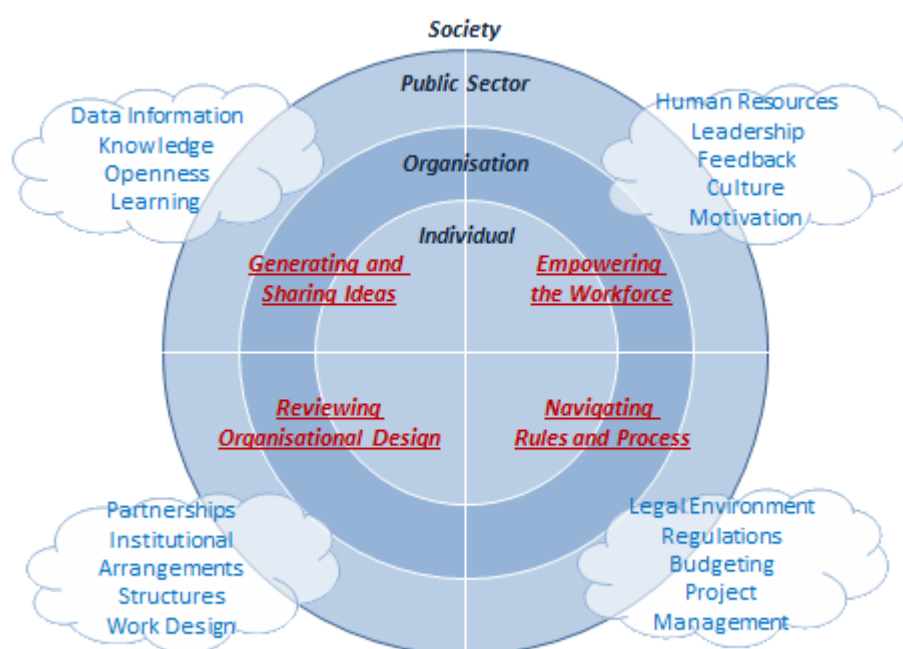 Society
Public Sector
Organisation
Individual
Data Information
Knowledge
Openness
Learning
Human Resources
Leadership
Feedback
Culture
Motivation
Generating and
Sharing Ideas
Empowering
the Workforce
Reviewing
Organisational Design
Navigating
Rules and Process
Partnerships
Institutional
Arrangements
Structures
Work Design
Legal Environment
Regulations
Budgeting
Project
Management